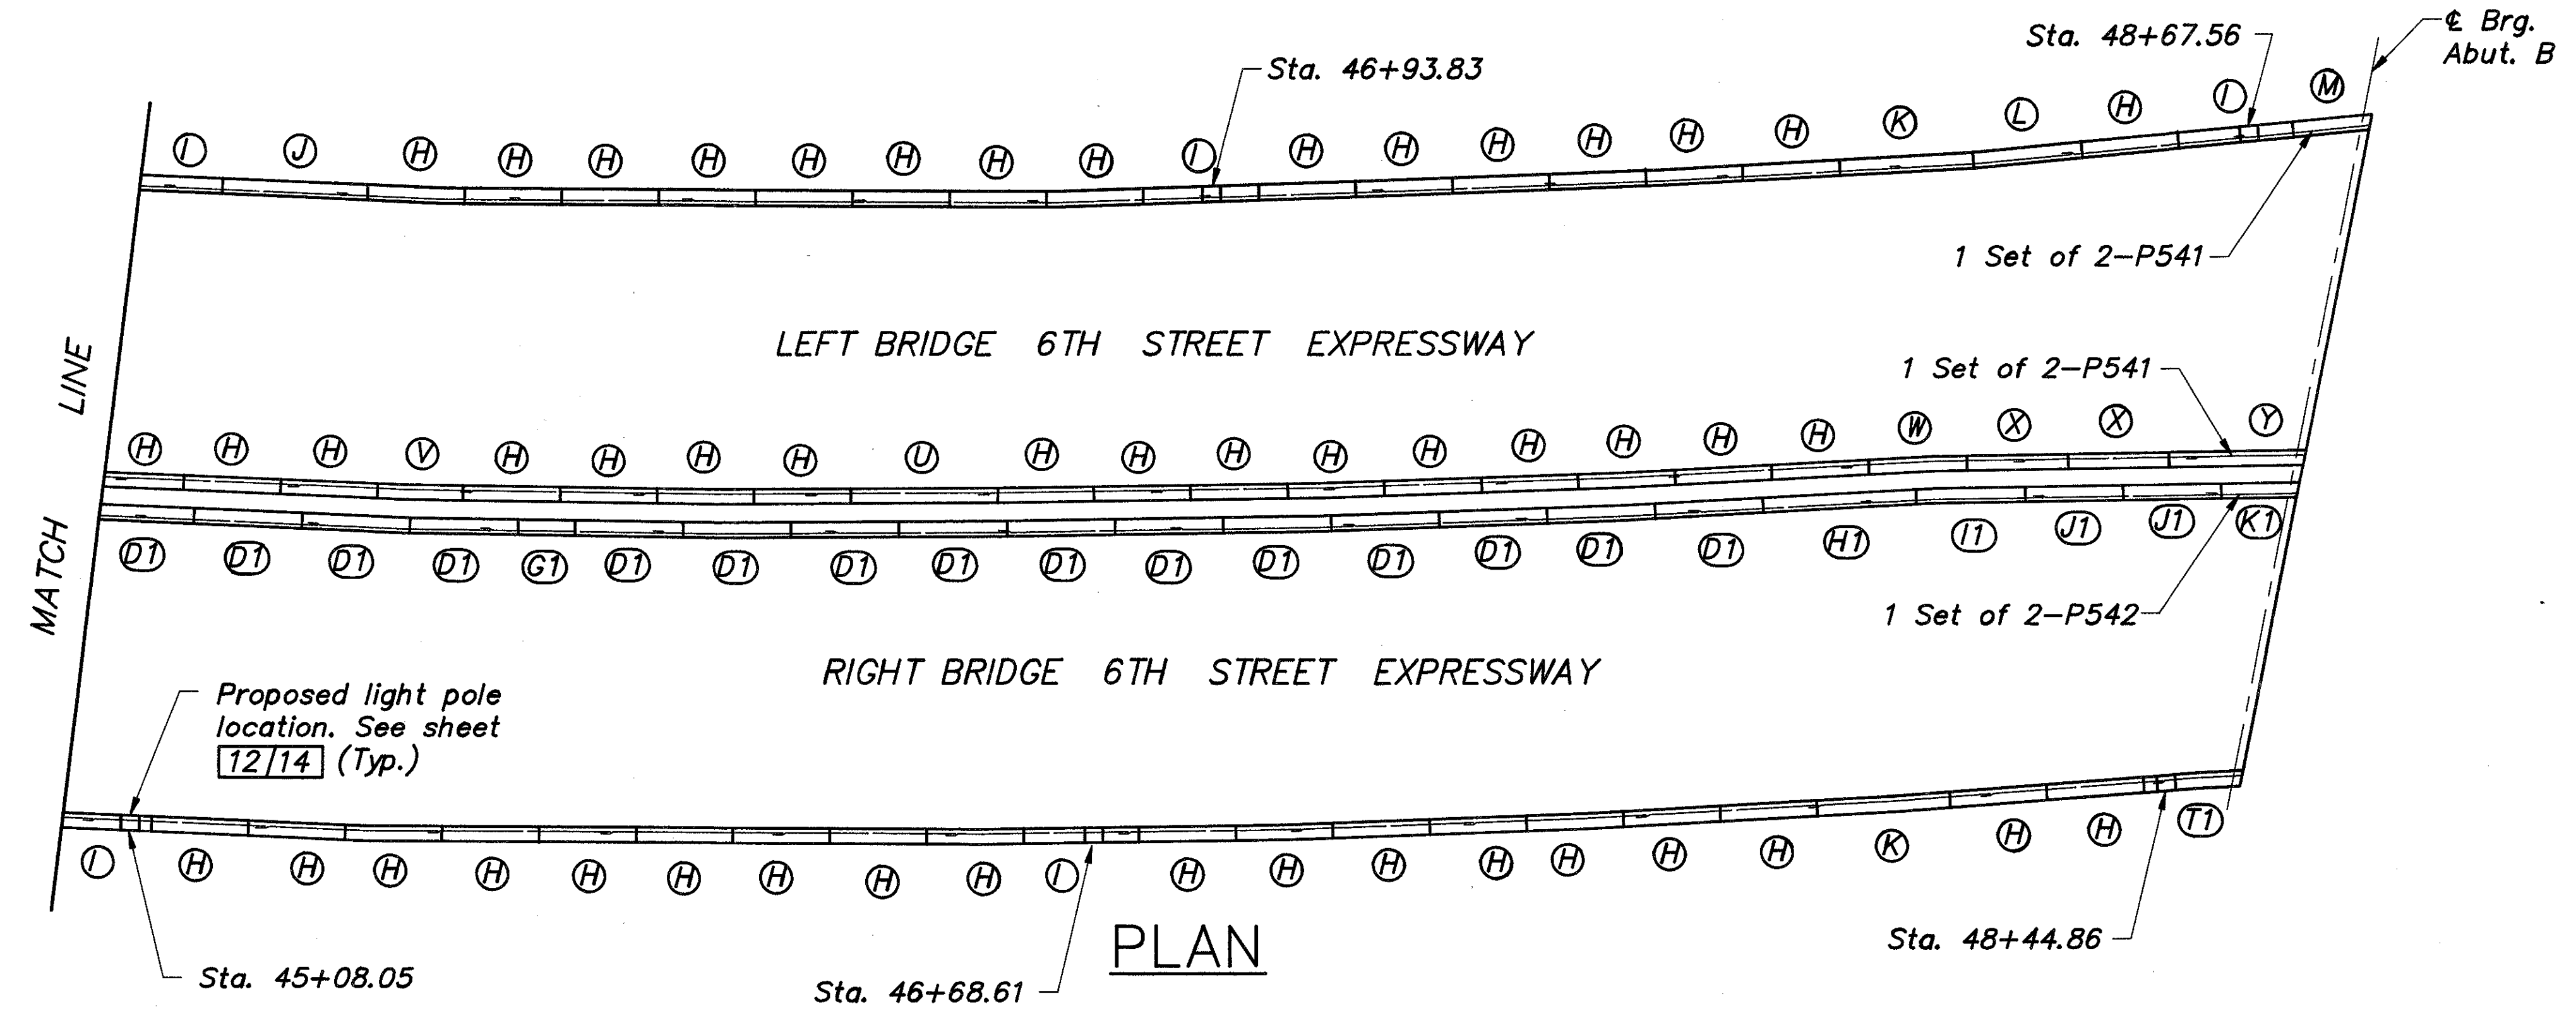 ℄ Brg.
Abut. B
Sta. 48+67.56
Sta. 46+93.83
I J H H H H H H H H I H H H H H H K L H I M
1 Set of 2-P541
LEFT BRIDGE 6TH STREET EXPRESSWAY
1 Set of 2-P541
MATCH LINE
H H H V H H H H U H H H H H H H H H W X X Y
D1 D1 D1 D1 G1 D1 D1 D1 D1 D1 D1 D1 D1 D1 D1 D1 H1 I1 J1 J1 K1
1 Set of 2-P542
RIGHT BRIDGE 6TH STREET EXPRESSWAY
Proposed light pole
location. See sheet
12/14 (Typ.)
I H H H H H H H H H I H H H H H H H K H H T1
Sta. 48+44.86
PLAN
Sta. 45+08.05
Sta. 46+68.61